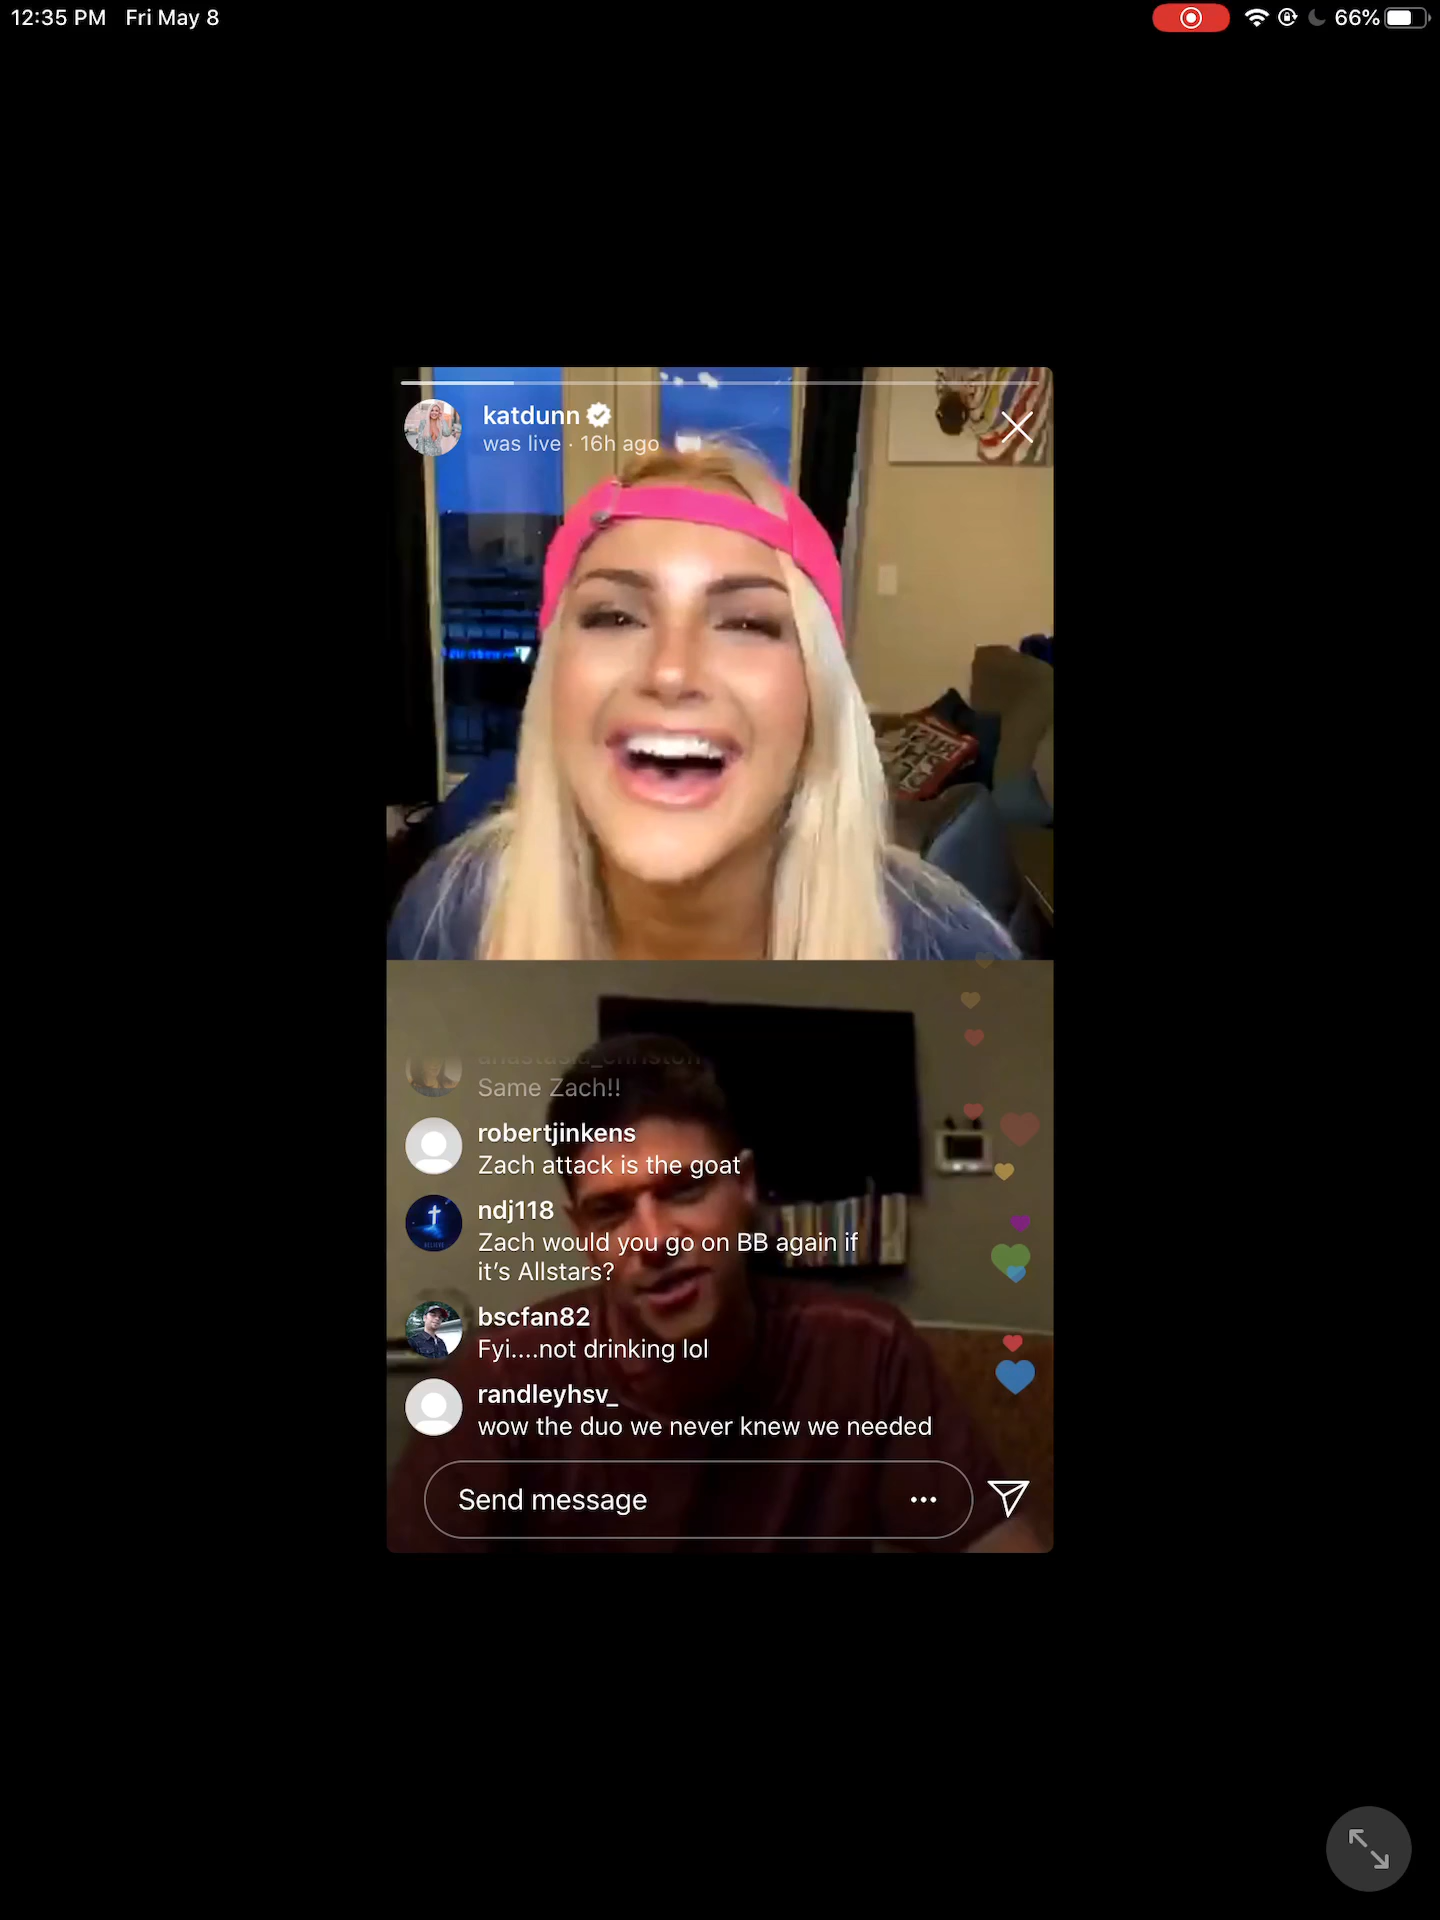 12:35 PM Fri May 8
66%
katdunn
was live · 16h ago
anastasia_christoff
Same Zach!!
robertjinkens
Zach attack is the goat
ndj118
Zach would you go on BB again if
it’s Allstars?
bscfan82
Fyi....not drinking lol
randleyhsv_
wow the duo we never knew we needed
Send message